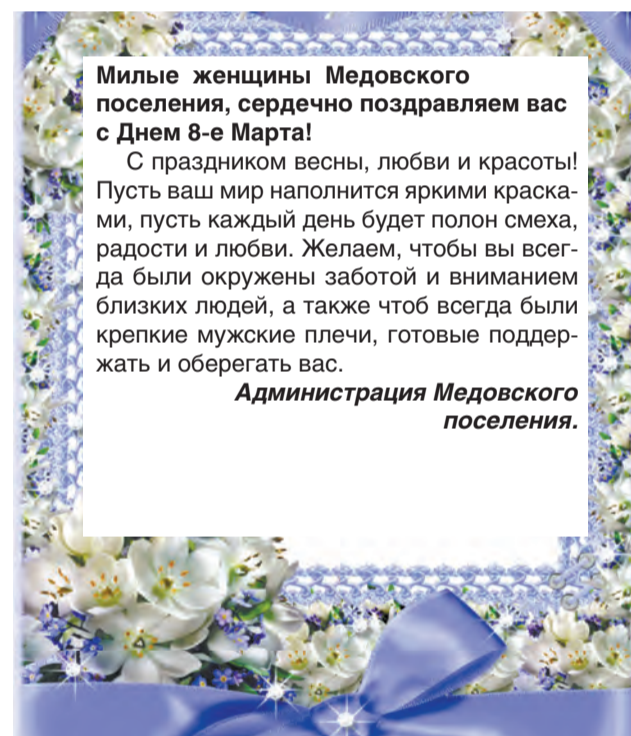 Милые женщины Медовского
поселения, сердечно поздравляем вас
с Днем 8-е Марта!
С праздником весны, любви и красоты!
Пусть ваш мир наполнится яркими краска-
ми, пусть каждый день будет полон смеха,
радости и любви. Желаем, чтобы вы всег-
да были окружены заботой и вниманием
близких людей, а также чтоб всегда были
крепкие мужские плечи, готовые поддер-
жать и оберегать вас.
Администрация Медовского
поселения.